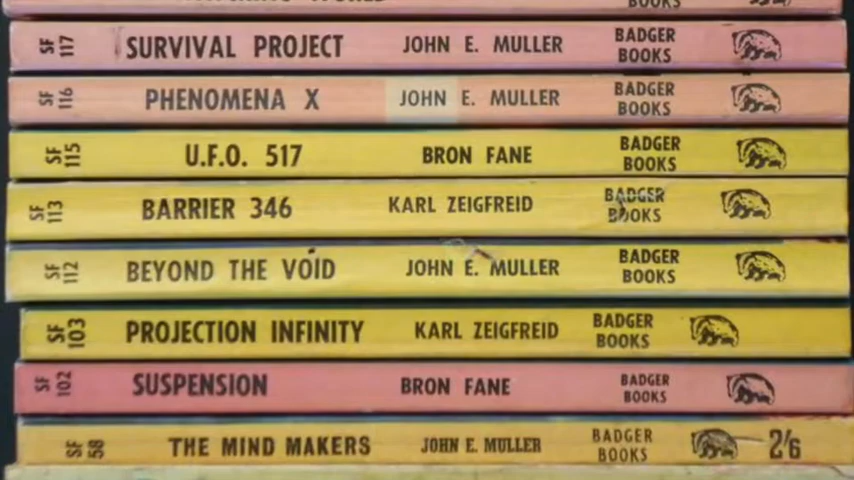 BOOKS
SF 117 SURVIVAL PROJECT JOHN E. MULLER BADGER BOOKS
SF 116 PHENOMENA X JOHN E. MULLER BADGER BOOKS
SF 115 U.F.O. 517 BRON FANE BADGER BOOKS
SF 113 BARRIER 346 KARL ZEIGFREID BADGER BOOKS
SF 112 BEYOND THE VOID JOHN E. MULLER BADGER BOOKS
SF 103 PROJECTION INFINITY KARL ZEIGFREID BADGER BOOKS
SF 102 SUSPENSION BRON FANE BADGER BOOKS
SF 58 THE MIND MAKERS JOHN E. MULLER BADGER BOOKS 2/6